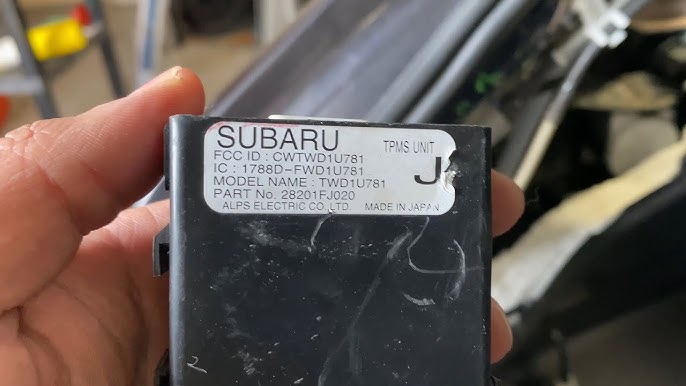 SUBARU TPMS UNIT
FCC ID : CWTWD1U781
IC : 1788D-FWD1U781 J
MODEL NAME : TWD1U781
PART No. 28201FJ020
ALPS ELECTRIC CO., LTD. MADE IN JAPAN